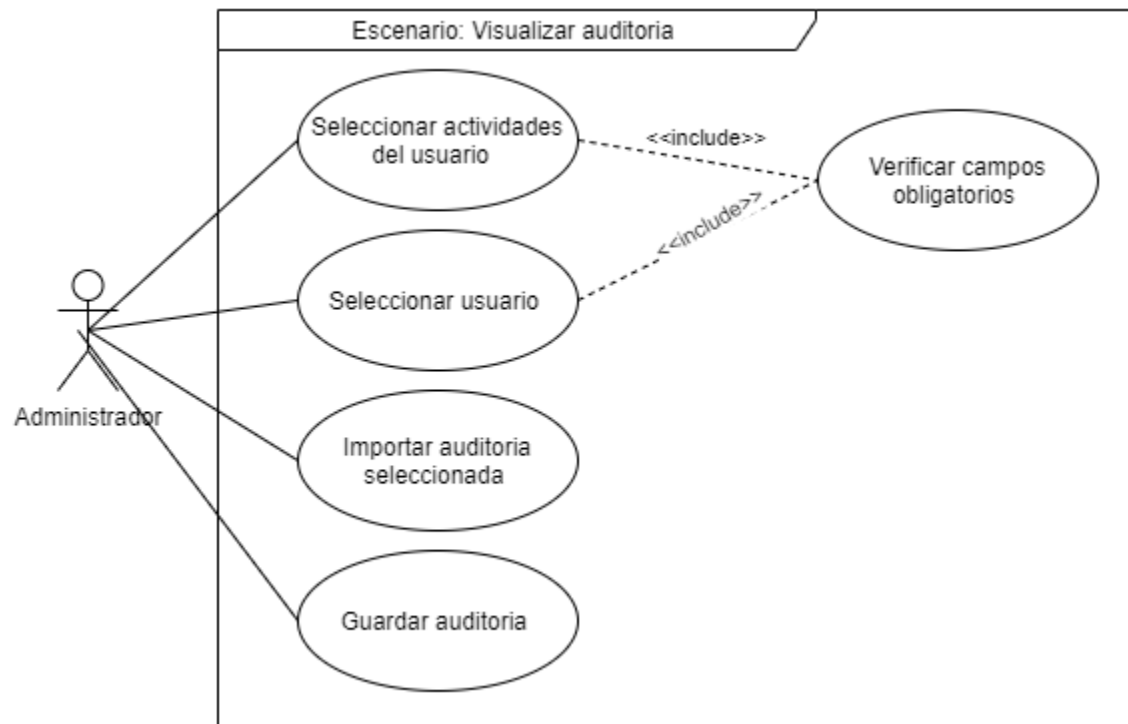 Escenario: Visualizar auditoria
Seleccionar actividades
del usuario
<<include>>
Verificar campos
obligatorios
<<include>>
Seleccionar usuario
Administrador
Importar auditoria
seleccionada
Guardar auditoria